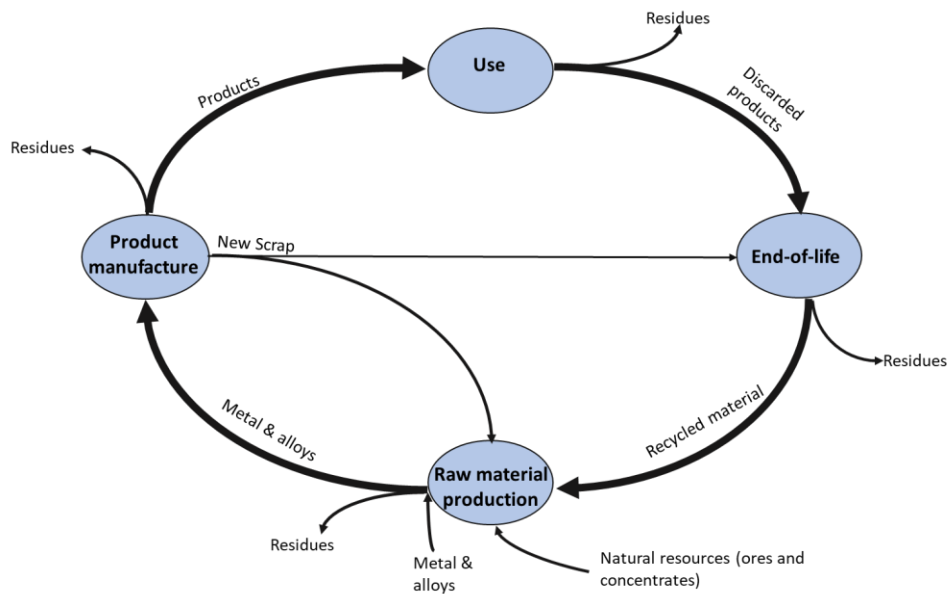 Residues
Use
Products
Discarded
products
Residues
Product
manufacture
New Scrap
End-of-life
Residues
Recycled material
Metal & alloys
Raw material
production
Residues
Metal &
alloys
Natural resources (ores and
concentrates)